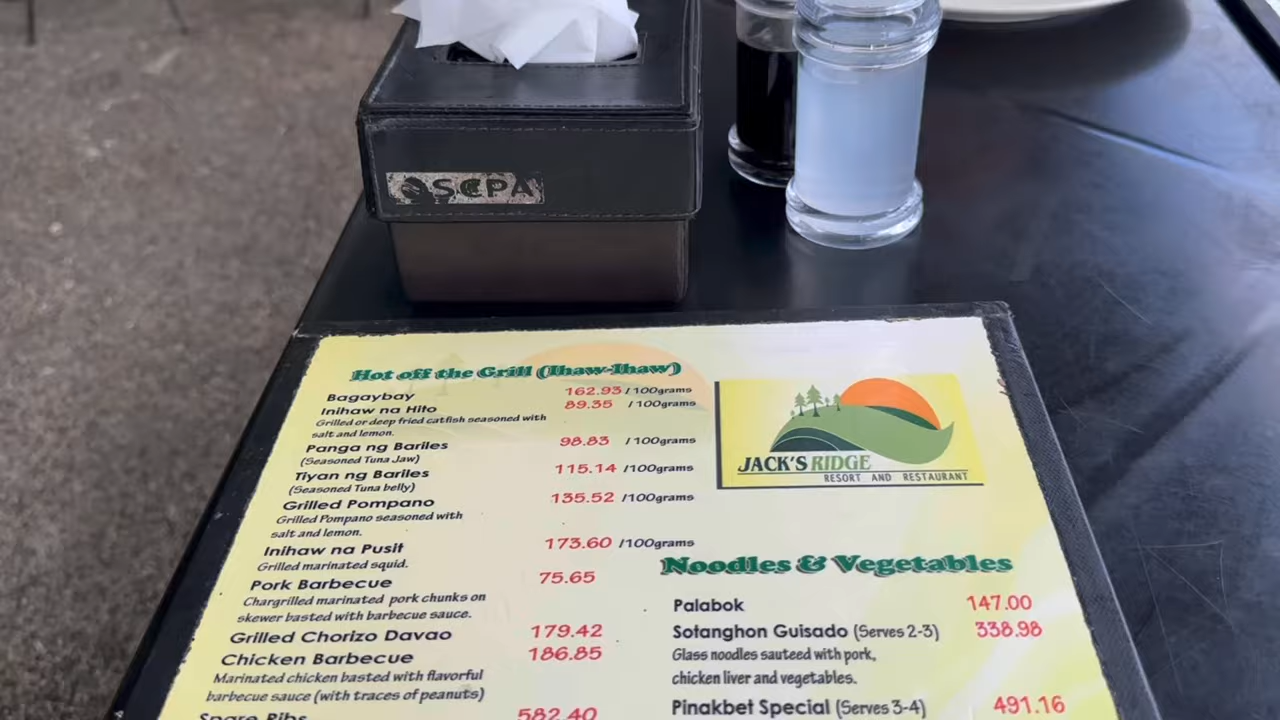 SCPA
Hot off the Grill (Ihaw-Ihaw)
Bagaybay 162.93 /100grams
Inihaw na Hito 89.35 /100grams
Grilled or deep fried catfish seasoned with
salt and lemon.
Panga ng Bariles 98.83 /100grams
(Seasoned Tuna Jaw)
Tiyan ng Bariles 115.14 /100grams
(Seasoned Tuna belly)
Grilled Pompano 135.52 /100grams
Grilled Pompano seasoned with
salt and lemon.
Inihaw na Pusit 173.60 /100grams
Grilled marinated squid.
Pork Barbecue 75.65
Chargrilled marinated pork chunks on
skewer basted with barbecue sauce.
Grilled Chorizo Davao 179.42
Chicken Barbecue 186.85
Marinated chicken basted with flavorful
barbecue sauce (with traces of peanuts)
Spare Ribs 582.40
JACK'S RIDGE
RESORT AND RESTAURANT
Noodles & Vegetables
Palabok 147.00
Sotanghon Guisado (Serves 2-3) 338.98
Glass noodles sauteed with pork,
chicken liver and vegetables.
Pinakbet Special (Serves 3-4) 491.16